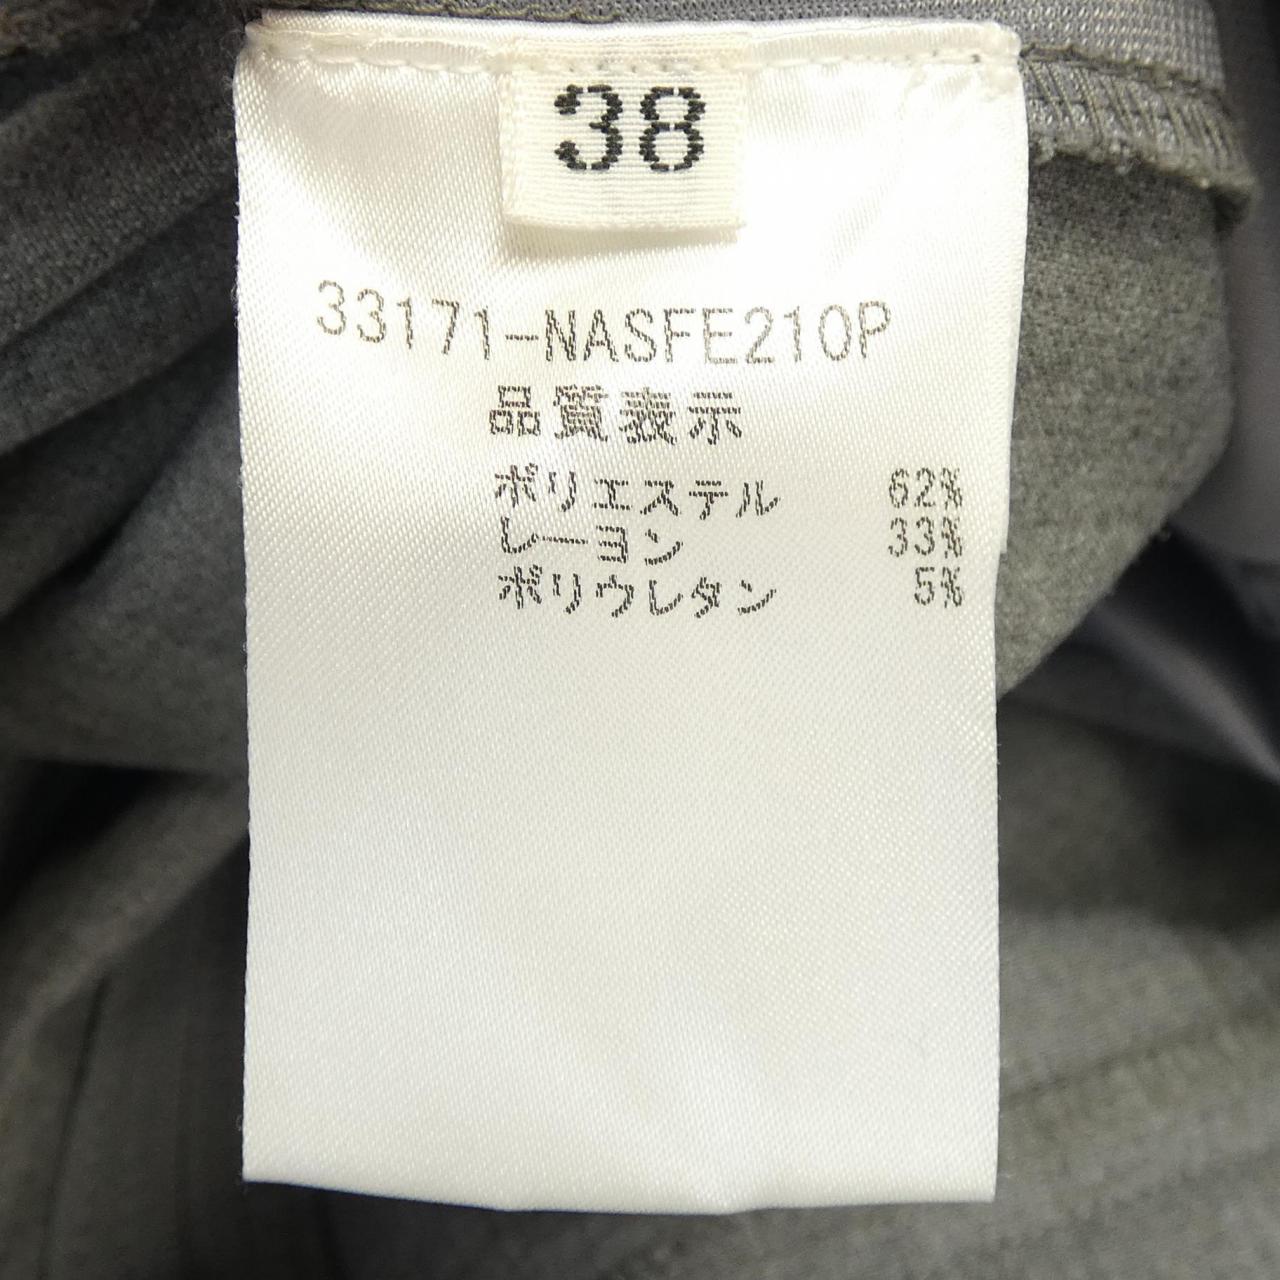 38
33171-NASFE210P
品質表示
ポリエステル 62%
レーヨン 33%
ポリウレタン 5%